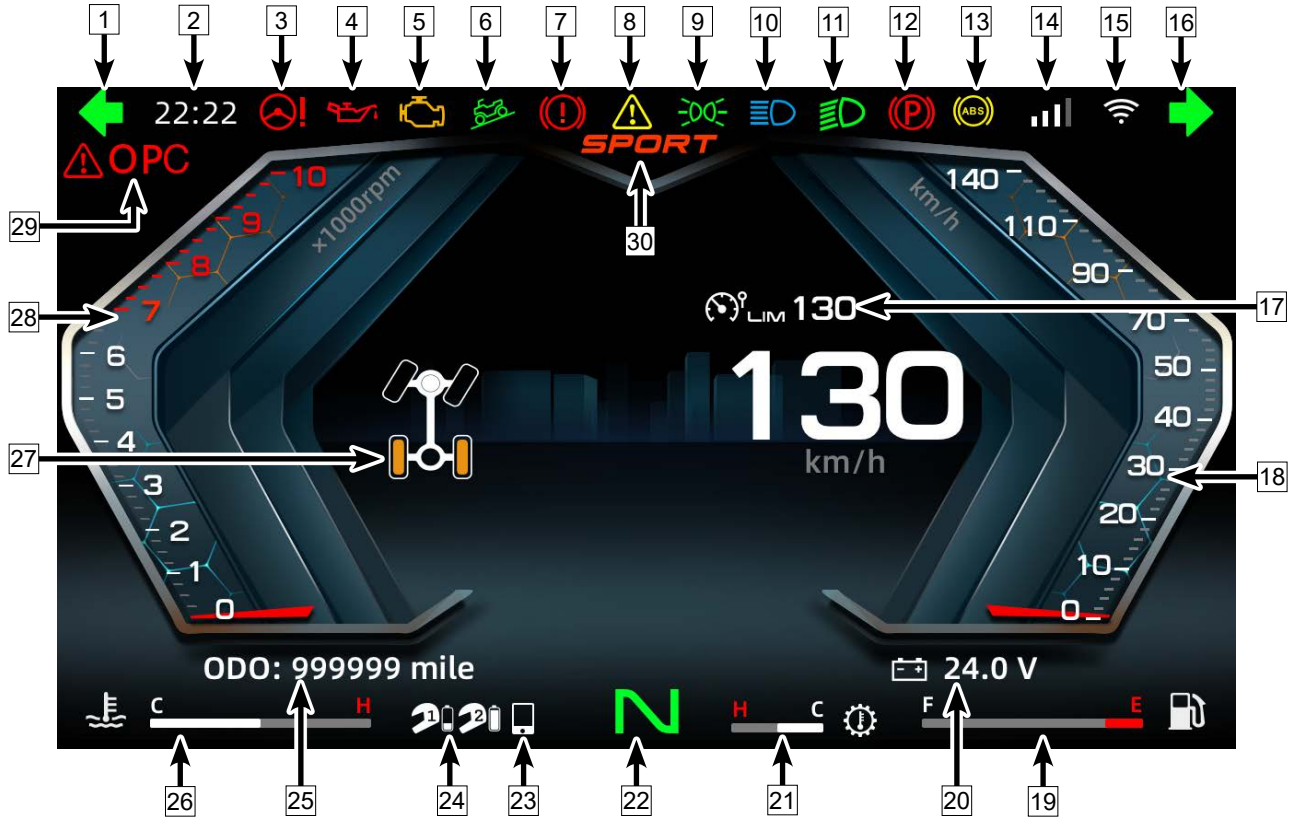 1 2 3 4 5 6 7 8 9 10 11 12 13 14 15 16
22:22 ! ! ! P ABS
SPORT
! OPC
29
30
10 ×1000rpm
9
8
7
28
6
5
4
3
2
1
0
27
km/h 140
110
90
70
50
40
30
20
10
0
LIM 130
17
130
km/h
18
ODO: 999999 mile
- + 24.0 V
C H
1 2
N
H C
F E
26 25 24 23 22 21 20 19